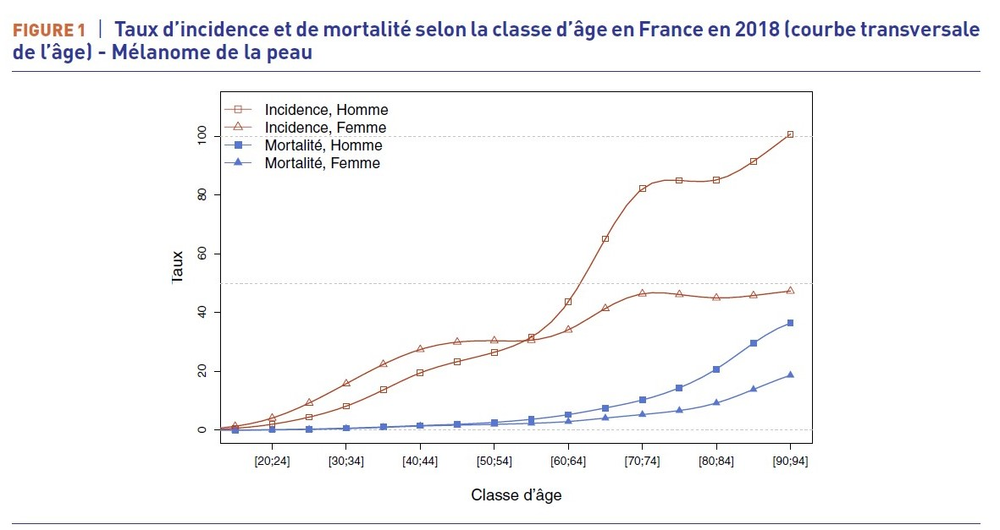 FIGURE 1 | Taux d’incidence et de mortalité selon la classe d’âge en France en 2018 (courbe transversale
de l’âge) - Mélanome de la peau
Incidence, Homme
Incidence, Femme
Mortalité, Homme
Mortalité, Femme
Taux
100
80
60
40
20
0
[20;24]
[30;34]
[40;44]
[50;54]
[60;64]
[70;74]
[80;84]
[90;94]
Classe d’âge